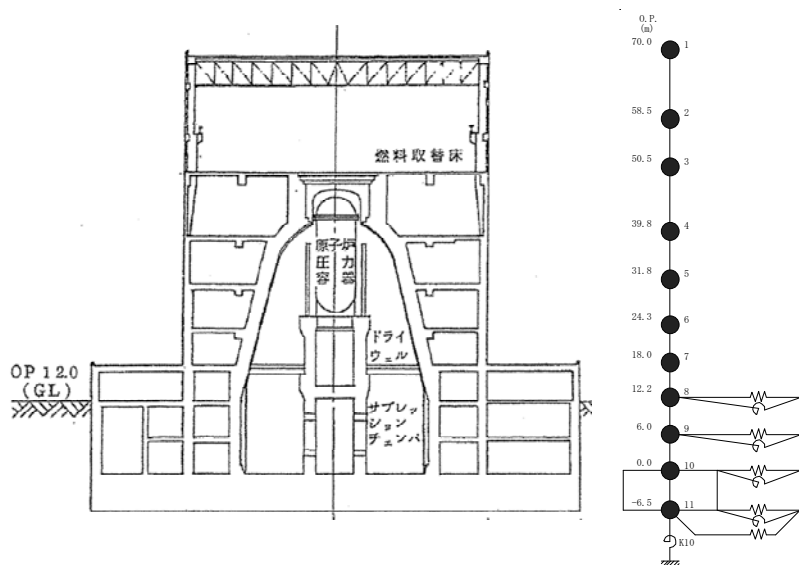 燃料取替床
原子炉
圧力
容器
ドライ
ウェル
OP 12.0
(GL)
サプレッ
ション
チェンバ
O.P.
(m)
70.0 1
58.5 2
50.5 3
39.8 4
31.8 5
24.3 6
18.0 7
12.2 8
6.0 9
0.0 10
-6.5 11
K10